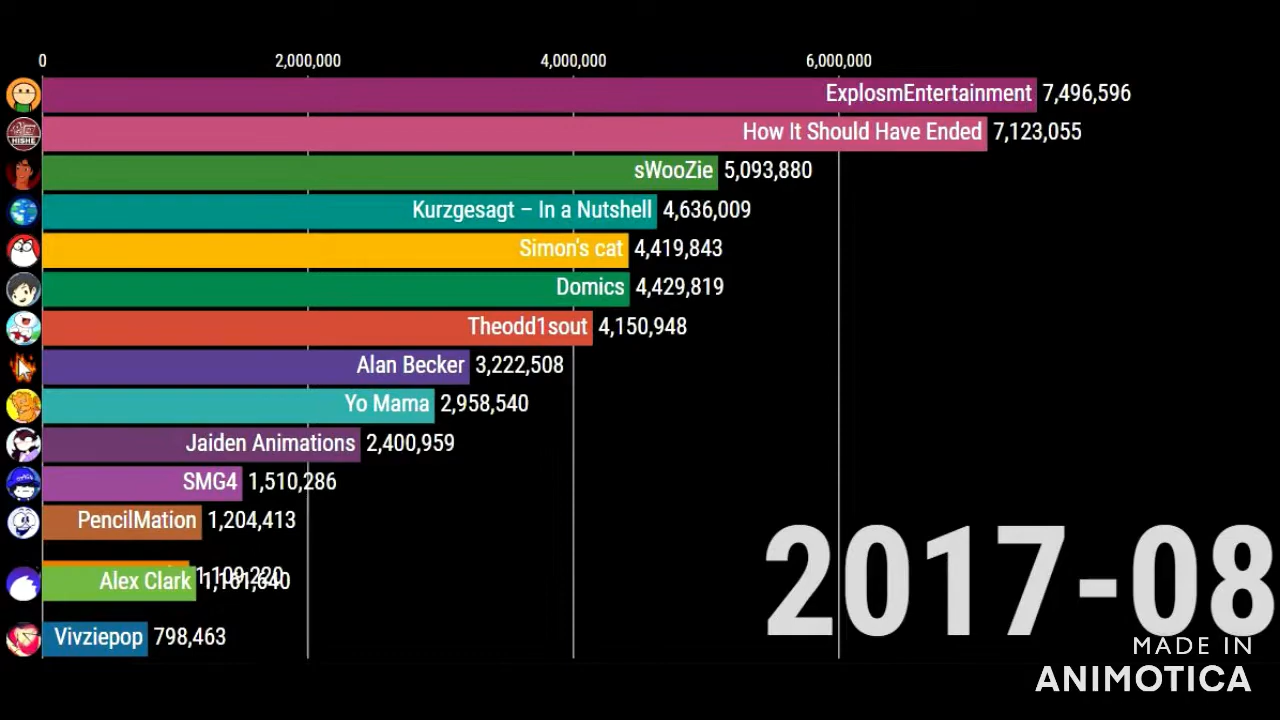 0 2,000,000 4,000,000 6,000,000
ExplosmEntertainment 7,496,596
HISHE How It Should Have Ended 7,123,055
sWooZie 5,093,880
Kurzgesagt – In a Nutshell 4,636,009
Simon's cat 4,419,843
Domics 4,429,819
Theodd1sout 4,150,948
Alan Becker 3,222,508
Yo Mama 2,958,540
Jaiden Animations 2,400,959
SMG4 1,510,286
PencilMation 1,204,413
Alex Clark
Vivziepop 798,463
2017-08
MADE IN
ANIMOTICA